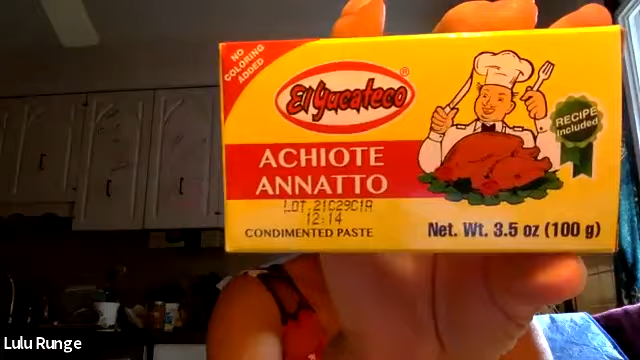 NO
COLORING
ADDED
El Yucateco®
RECIPE
Included
ACHIOTE
ANNATTO
LOT.21C29C1A
12:14
CONDIMENTED PASTE
Net. Wt. 3.5 oz (100 g)
Lulu Runge